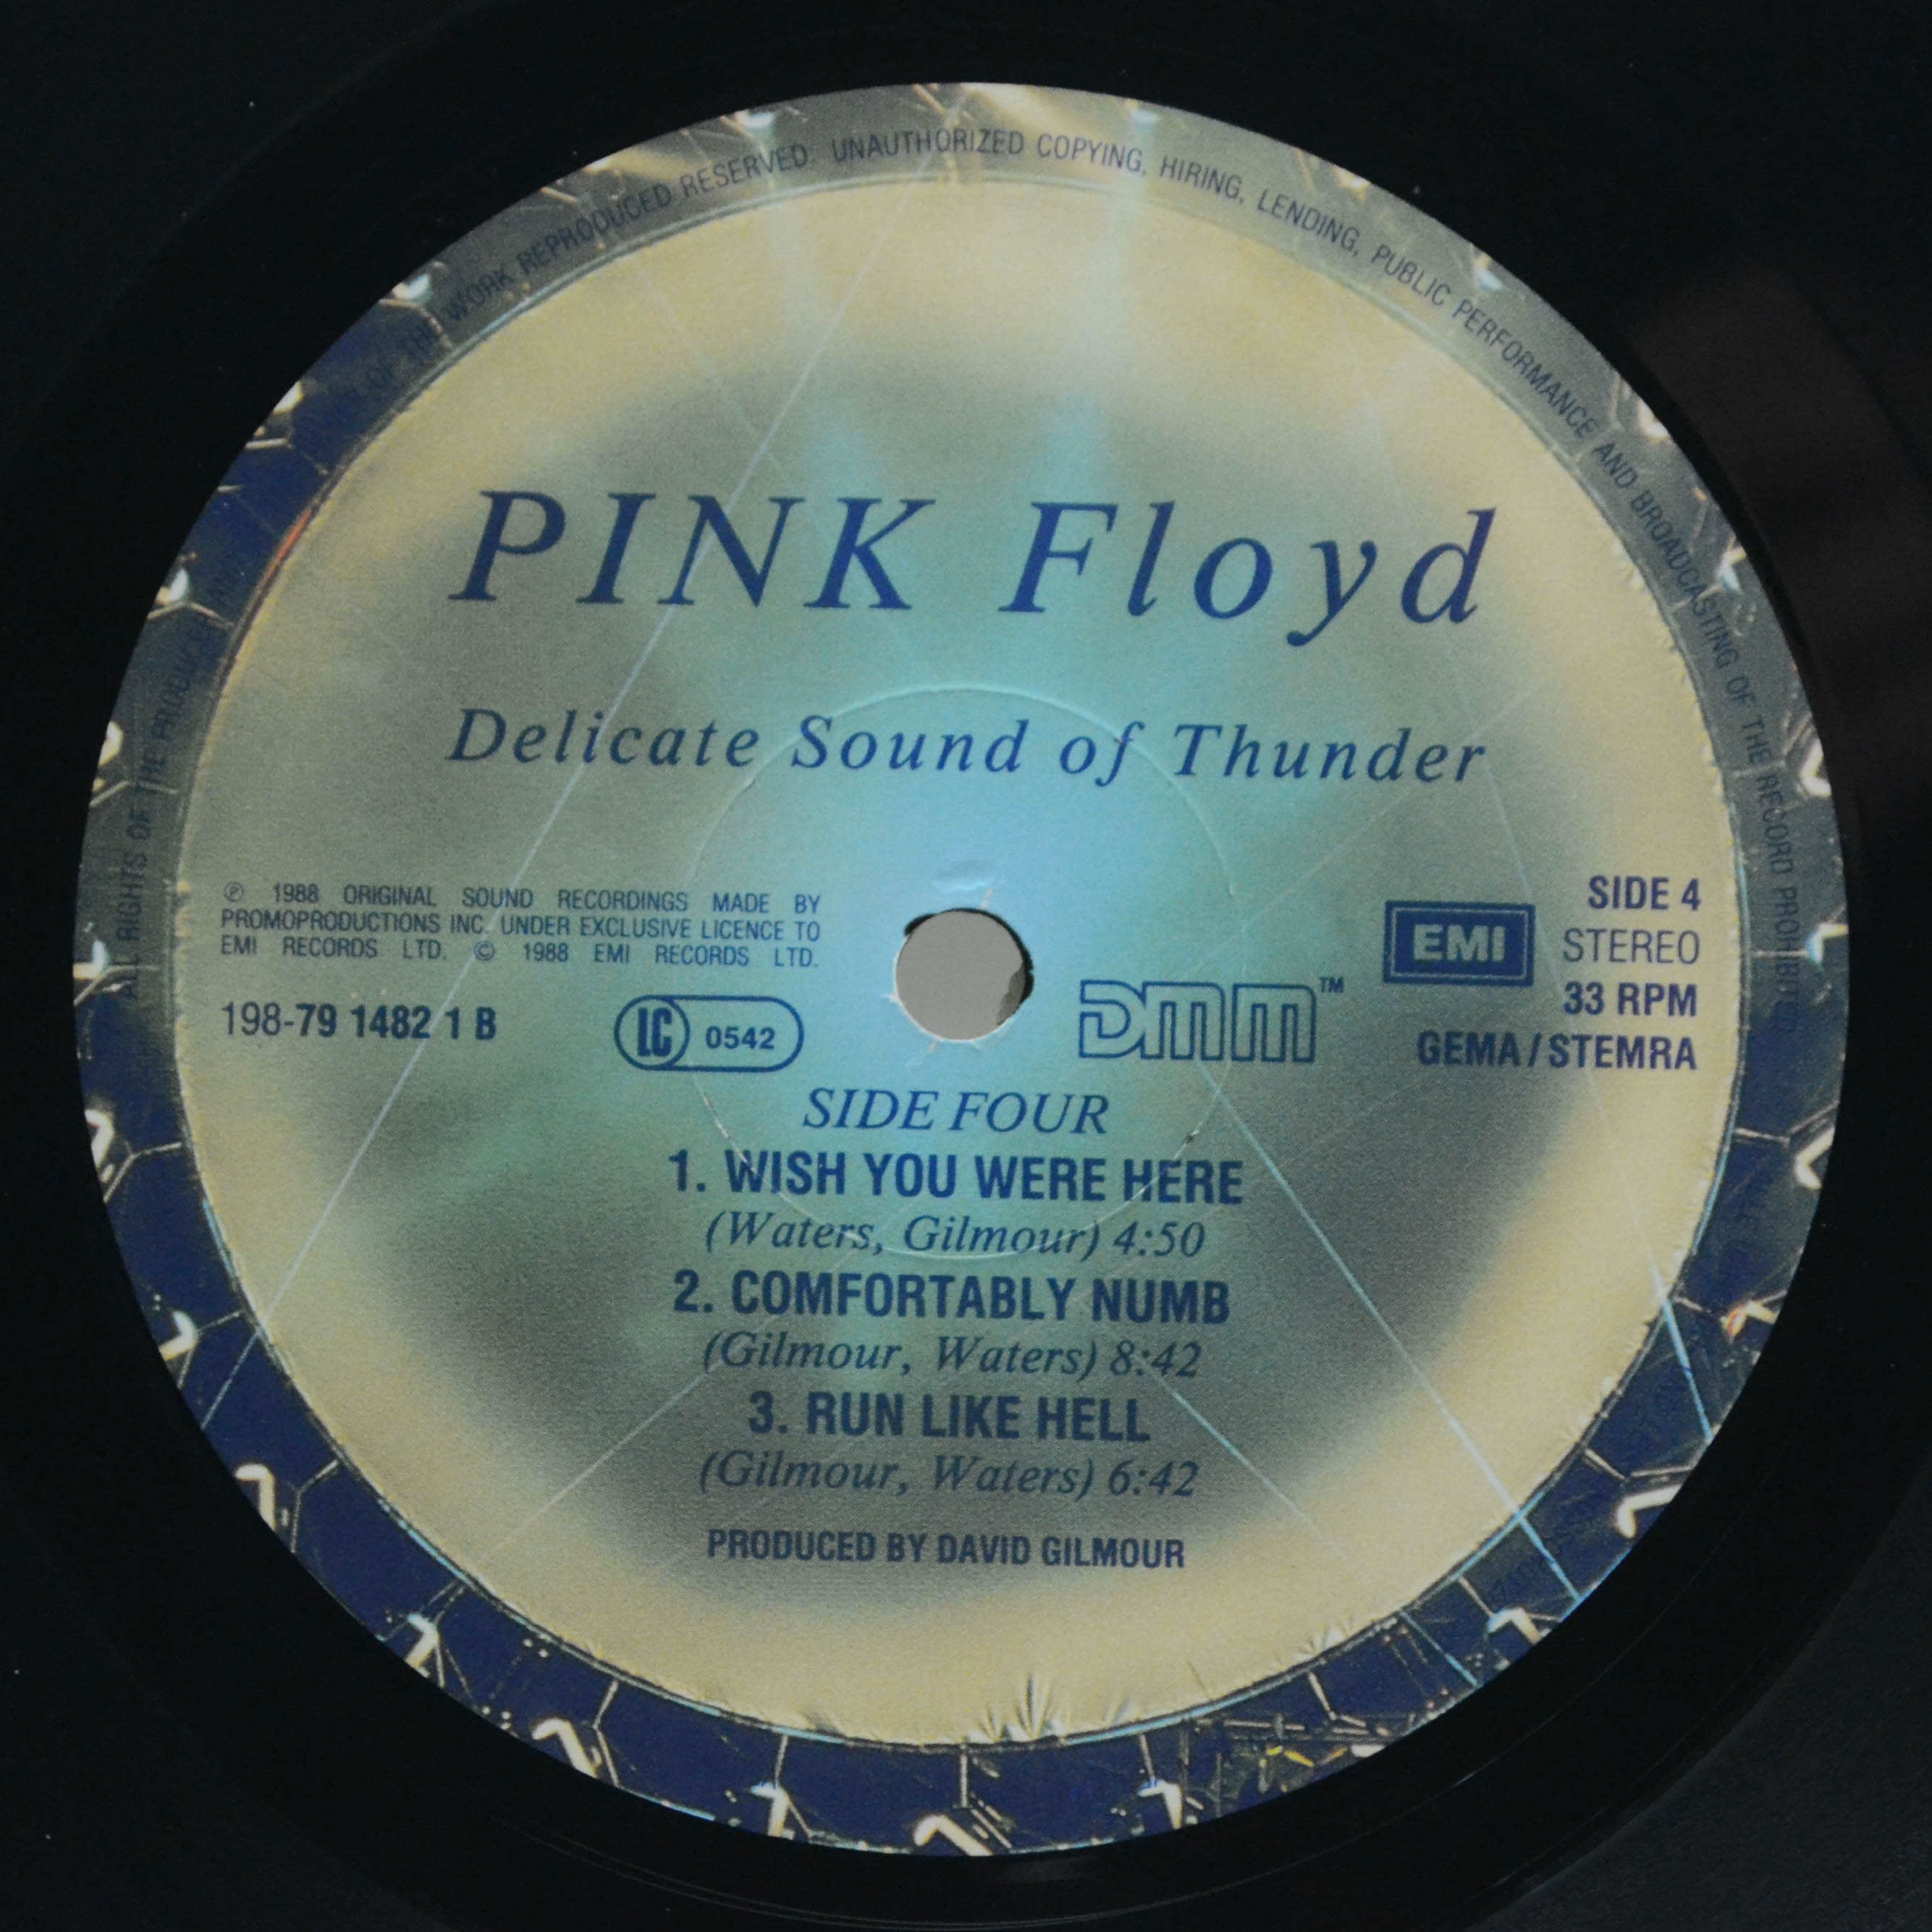 ALL RIGHTS OF THE PRODUCER AND OF THE OWNER OF THE WORK REPRODUCED RESERVED. UNAUTHORIZED COPYING, HIRING, LENDING, PUBLIC PERFORMANCE AND BROADCASTING OF THE RECORD PROHIBITED
PINK Floyd
Delicate Sound of Thunder
℗ 1988 ORIGINAL SOUND RECORDINGS MADE BY
PROMOPRODUCTIONS INC. UNDER EXCLUSIVE LICENCE TO
EMI RECORDS LTD. © 1988 EMI RECORDS LTD.
198-79 1482 1 B
LC 0542
DMM™
EMI
SIDE 4
STEREO
33 RPM
GEMA/STEMRA
SIDE FOUR
1. WISH YOU WERE HERE
(Waters, Gilmour) 4:50
2. COMFORTABLY NUMB
(Gilmour, Waters) 8:42
3. RUN LIKE HELL
(Gilmour, Waters) 6:42
PRODUCED BY DAVID GILMOUR